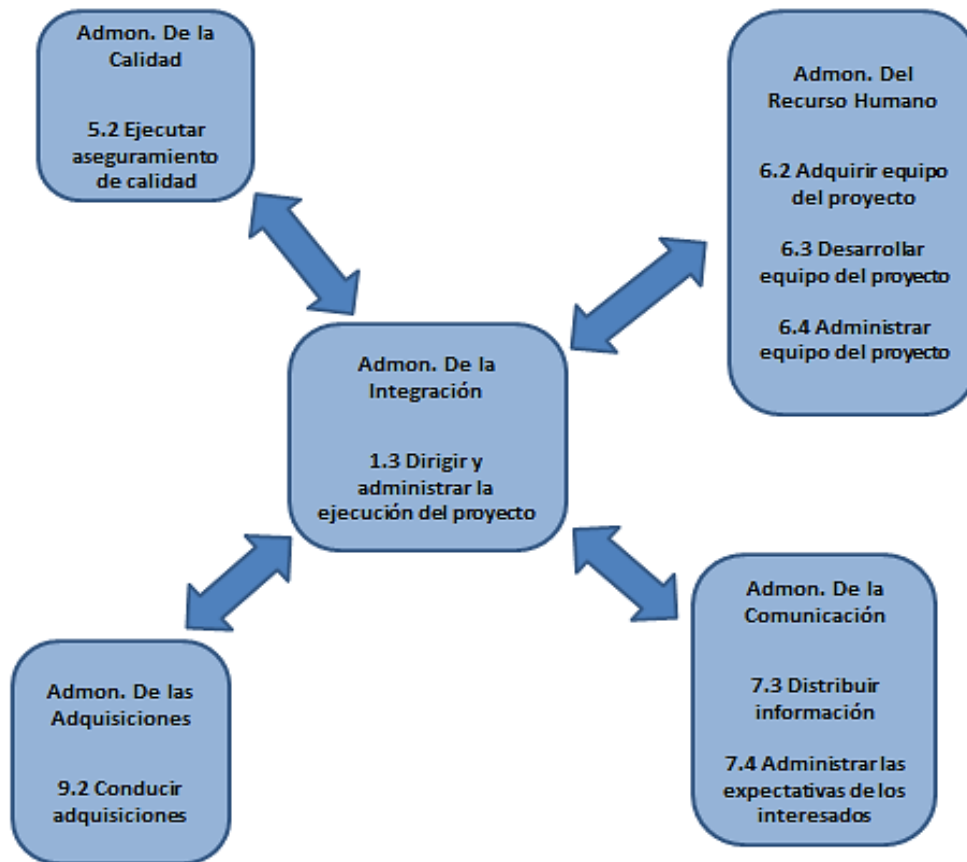 Admon. De la
Calidad
5.2 Ejecutar
aseguramiento
de calidad
Admon. Del
Recurso Humano
6.2 Adquirir equipo
del proyecto
6.3 Desarrollar
equipo del proyecto
6.4 Administrar
equipo del proyecto
Admon. De la
Integración
1.3 Dirigir y
administrar la
ejecución del proyecto
Admon. De las
Adquisiciones
9.2 Conducir
adquisiciones
Admon. De la
Comunicación
7.3 Distribuir
información
7.4 Administrar las
expectativas de los
interesados